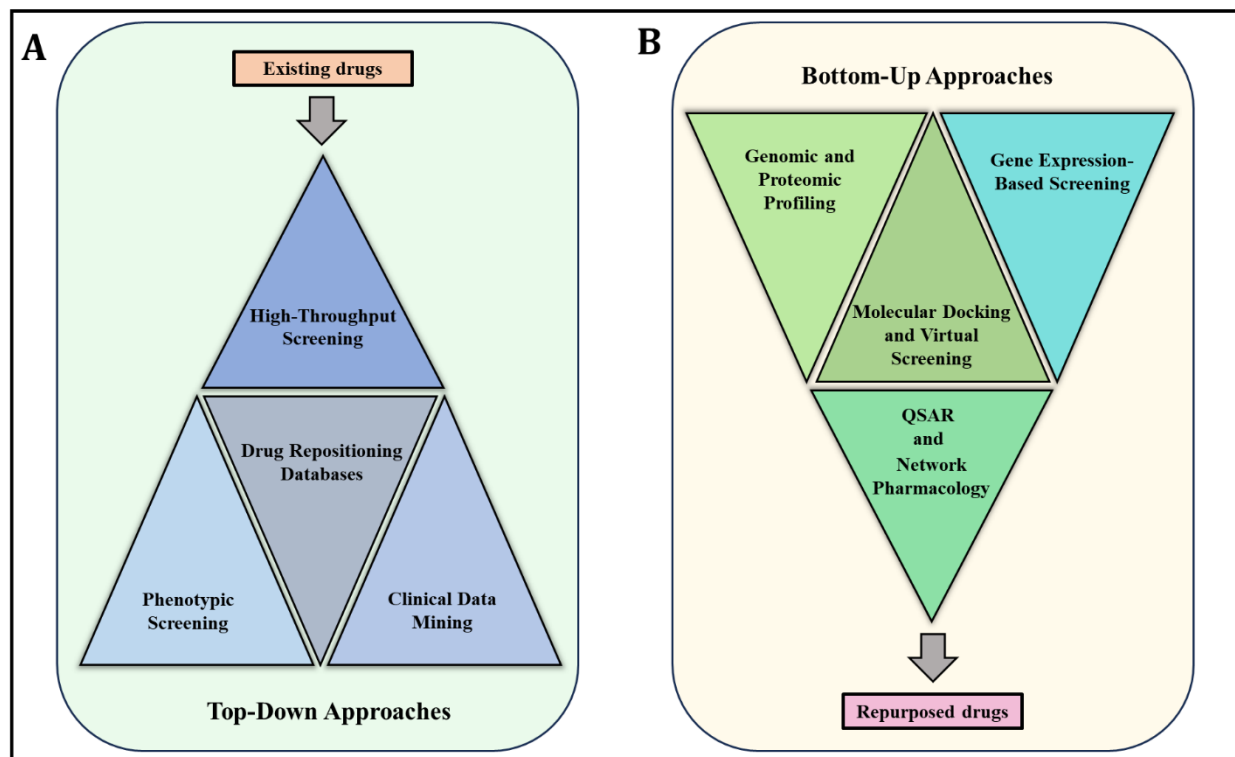 A
Existing drugs
High-Throughput
Screening
Drug Repositioning
Databases
Phenotypic
Screening
Clinical Data
Mining
Top-Down Approaches
B
Bottom-Up Approaches
Genomic and
Proteomic
Profiling
Gene Expression-
Based Screening
Molecular Docking
and Virtual
Screening
QSAR
and
Network
Pharmacology
Repurposed drugs